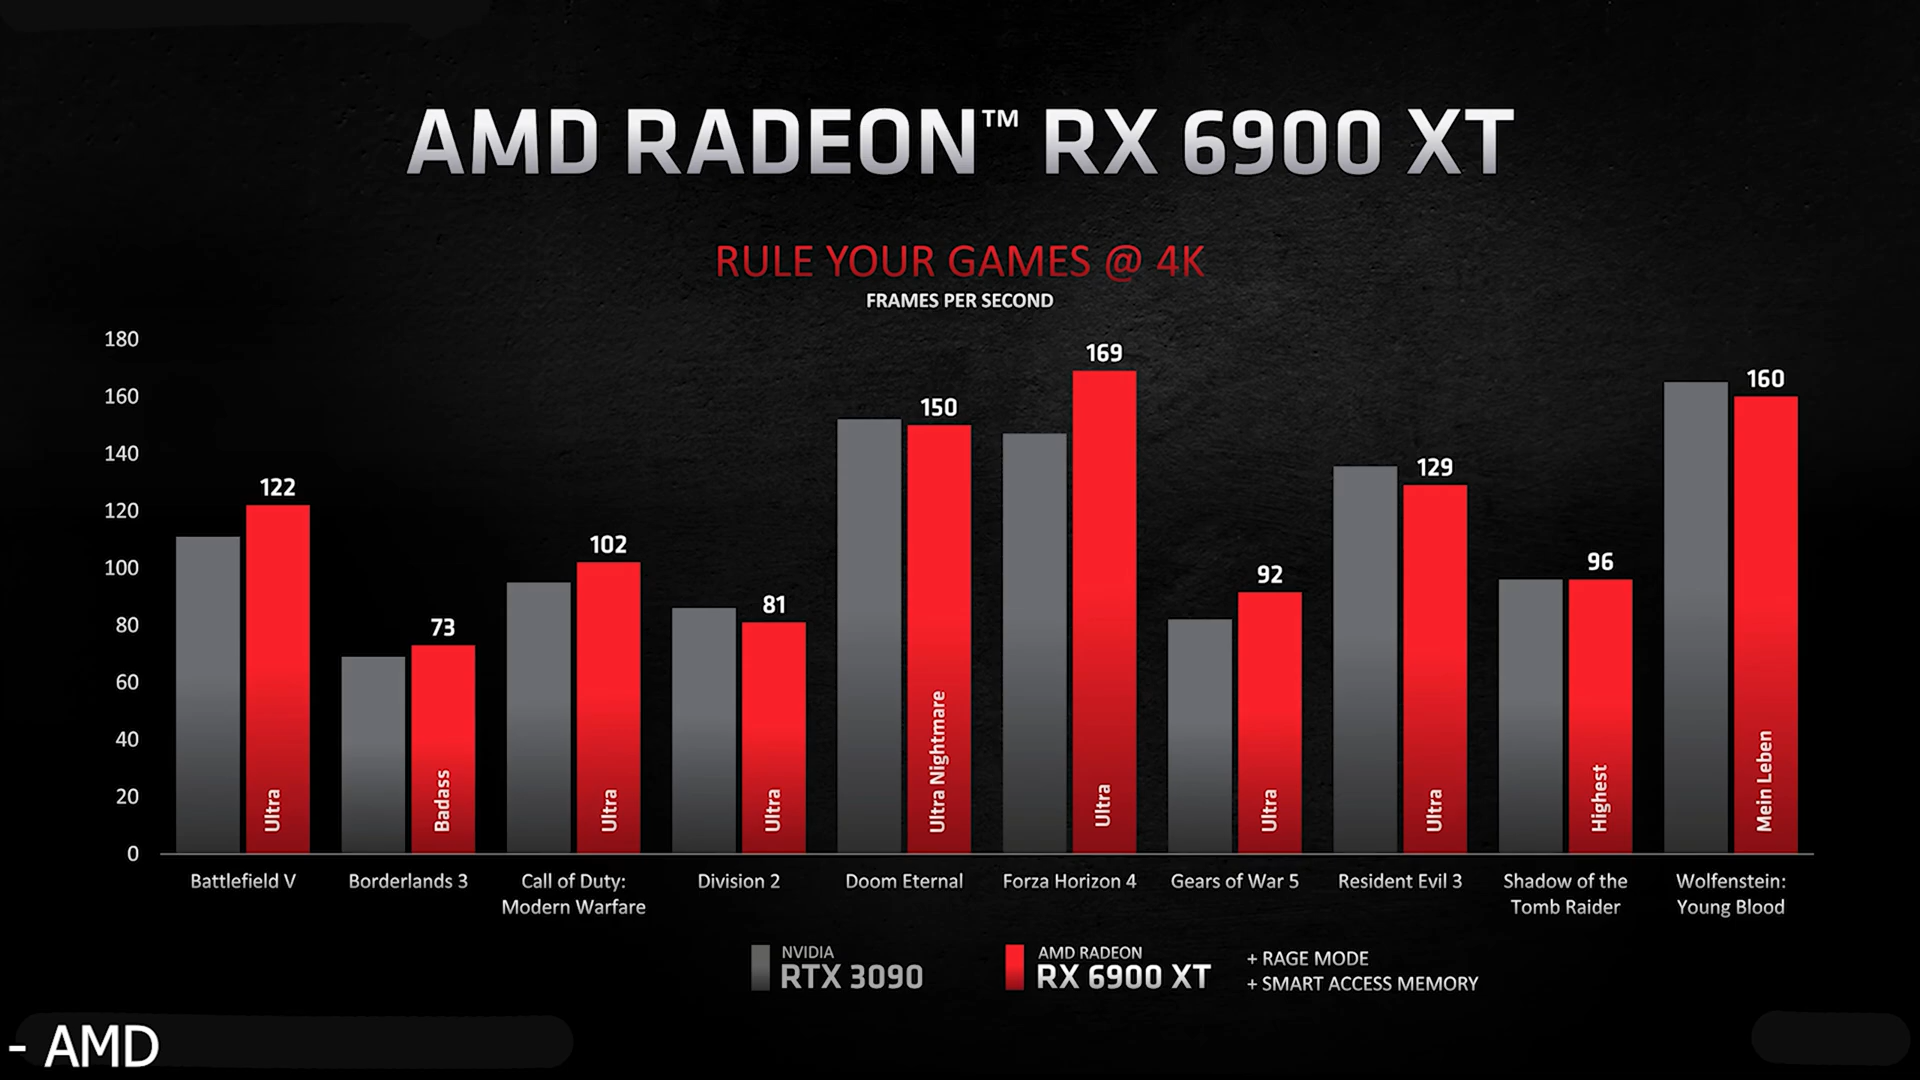 AMD RADEON™ RX 6900 XT
RULE YOUR GAMES @ 4K
FRAMES PER SECOND
180
160
140
120
100
80
60
40
20
0
122
73
102
81
150
169
92
129
96
160
Ultra
Badass
Ultra
Ultra
Ultra Nightmare
Ultra
Ultra
Ultra
Highest
Mein Leben
Battlefield V
Borderlands 3
Call of Duty:
Modern Warfare
Division 2
Doom Eternal
Forza Horizon 4
Gears of War 5
Resident Evil 3
Shadow of the
Tomb Raider
Wolfenstein:
Young Blood
NVIDIA
RTX 3090
AMD RADEON
RX 6900 XT
+ RAGE MODE
+ SMART ACCESS MEMORY
- AMD